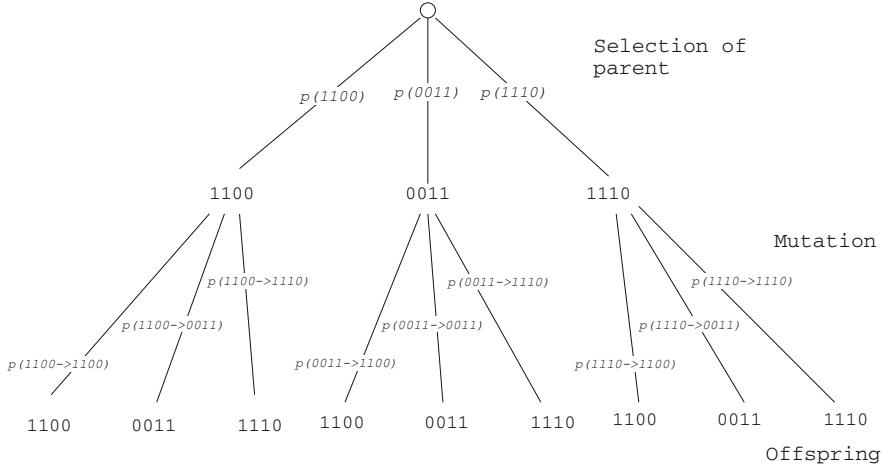 Selection of
parent
p(1100) p(0011) p(1110)
1100 0011 1110
Mutation
p(1100->1110) p(0011->1110) p(1110->1110)
p(1100->0011) p(0011->0011) p(1110->0011)
p(1100->1100) p(0011->1100) p(1110->1100)
1100 0011 1110 1100 0011 1110 1100 0011 1110
Offspring